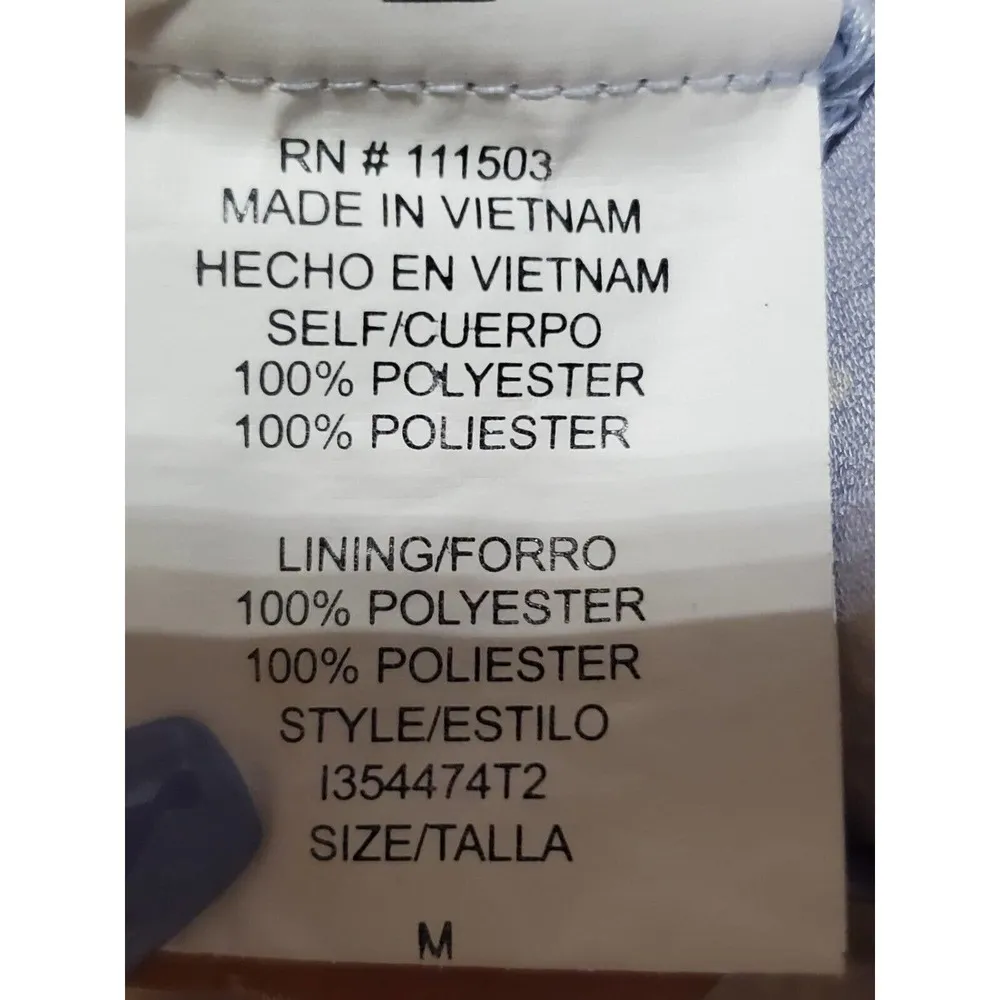 RN # 111503
MADE IN VIETNAM
HECHO EN VIETNAM
SELF/CUERPO
100% POLYESTER
100% POLIESTER
LINING/FORRO
100% POLYESTER
100% POLIESTER
STYLE/ESTILO
I354474T2
SIZE/TALLA
M